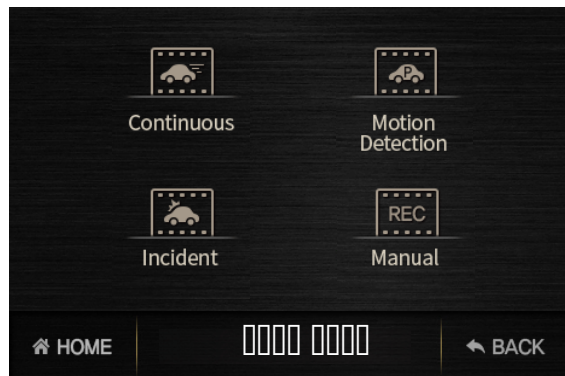 Continuous
Motion
Detection
Incident
REC
Manual
HOME
BACK